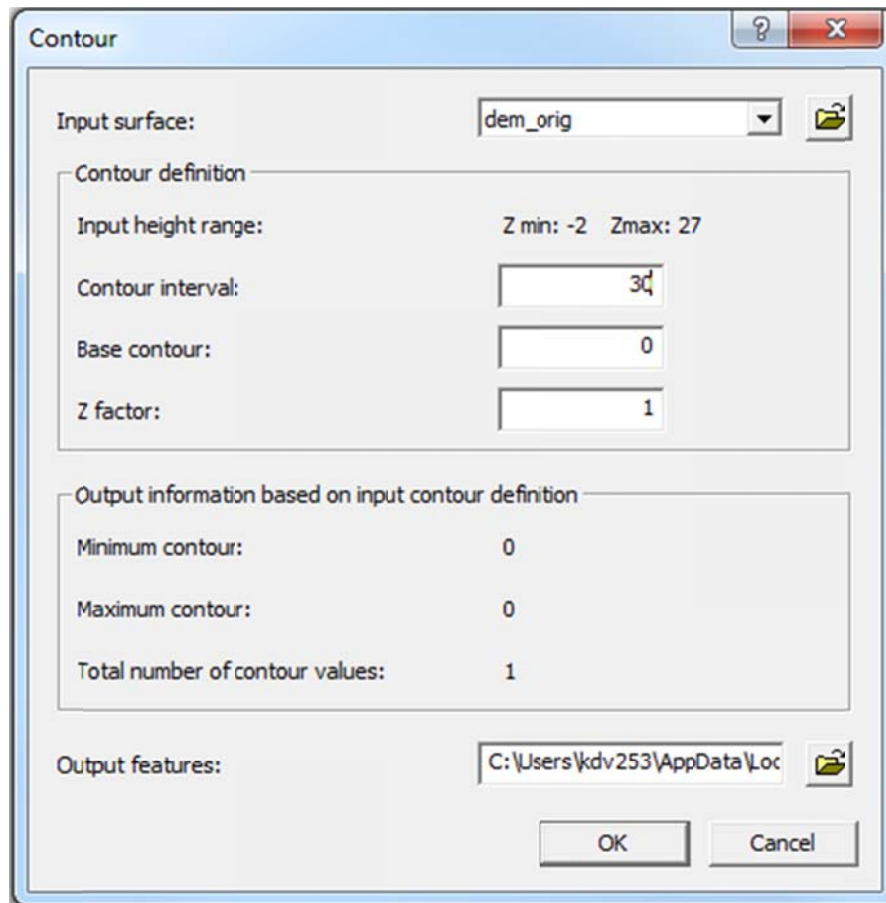 Contour
Input surface: dem_orig
Contour definition
Input height range: Z min: -2 Zmax: 27
Contour interval: 30
Base contour: 0
Z factor: 1
Output information based on input contour definition
Minimum contour: 0
Maximum contour: 0
Total number of contour values: 1
Output features: C:\Users\kdv253\AppData\Loc
OK Cancel